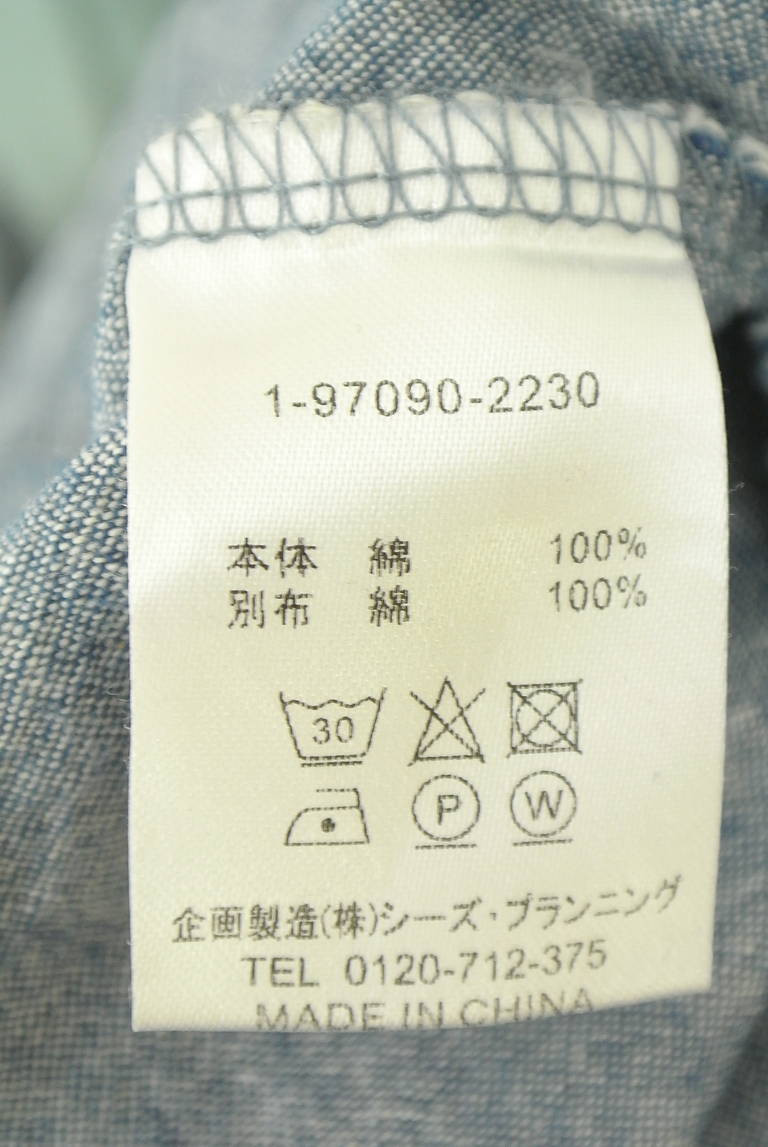 1-97090-2230
本体 綿 100%
別布 綿 100%
30
P W
企画製造(株)シーズ・プランニング
TEL 0120-712-375
MADE IN CHINA